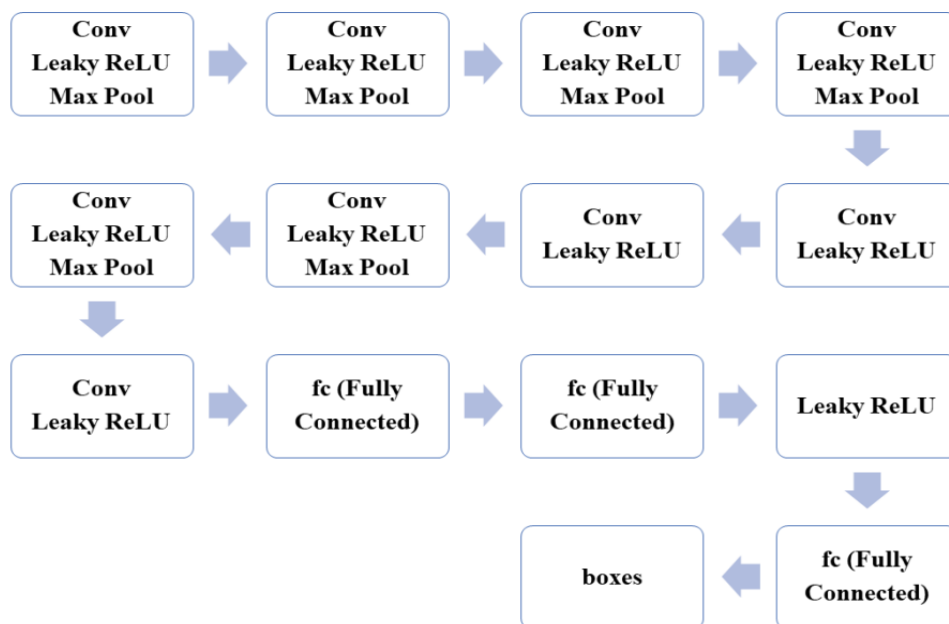 Conv
Leaky ReLU
Max Pool
Conv
Leaky ReLU
Max Pool
Conv
Leaky ReLU
Max Pool
Conv
Leaky ReLU
Max Pool
Conv
Leaky ReLU
Conv
Leaky ReLU
Conv
Leaky ReLU
Max Pool
Conv
Leaky ReLU
Max Pool
Conv
Leaky ReLU
fc (Fully
Connected)
fc (Fully
Connected)
Leaky ReLU
fc (Fully
Connected)
boxes